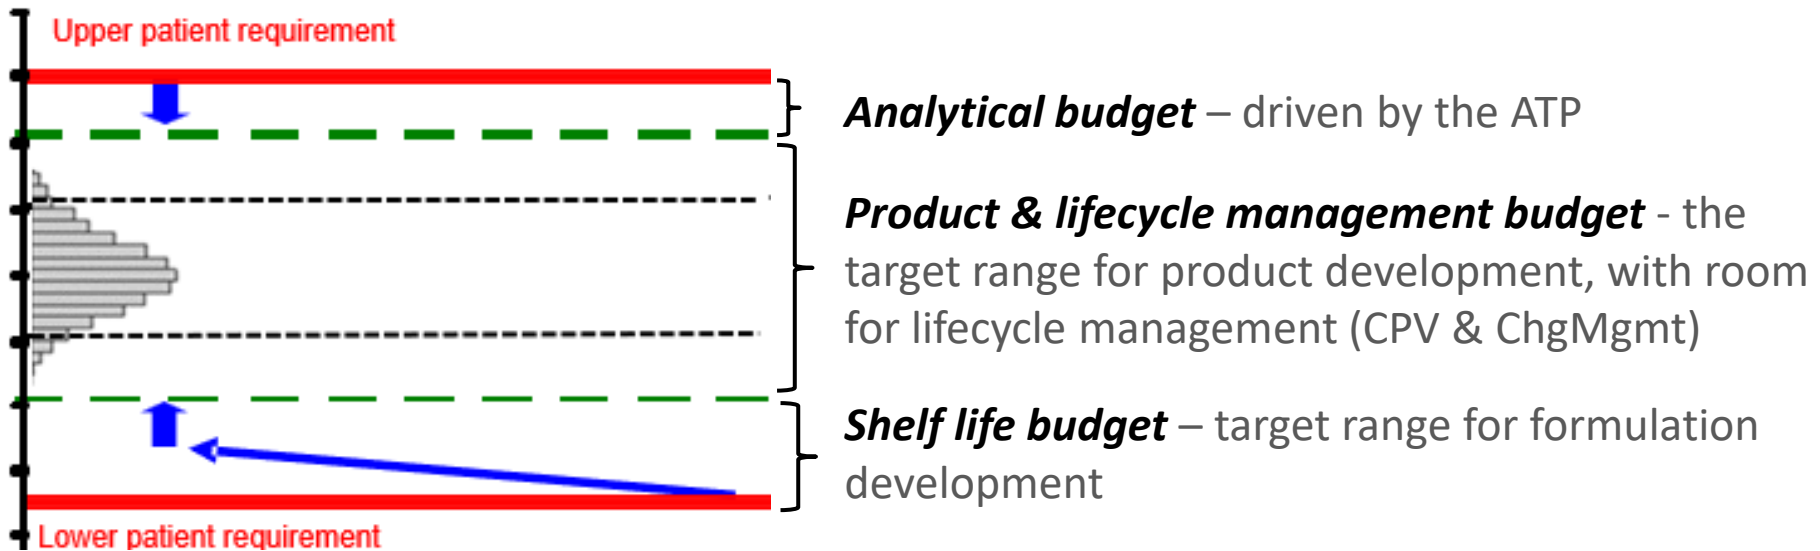 Upper patient requirement
Analytical budget – driven by the ATP
Product & lifecycle management budget - the
target range for product development, with room
for lifecycle management (CPV & ChgMgmt)
Shelf life budget – target range for formulation
development
Lower patient requirement